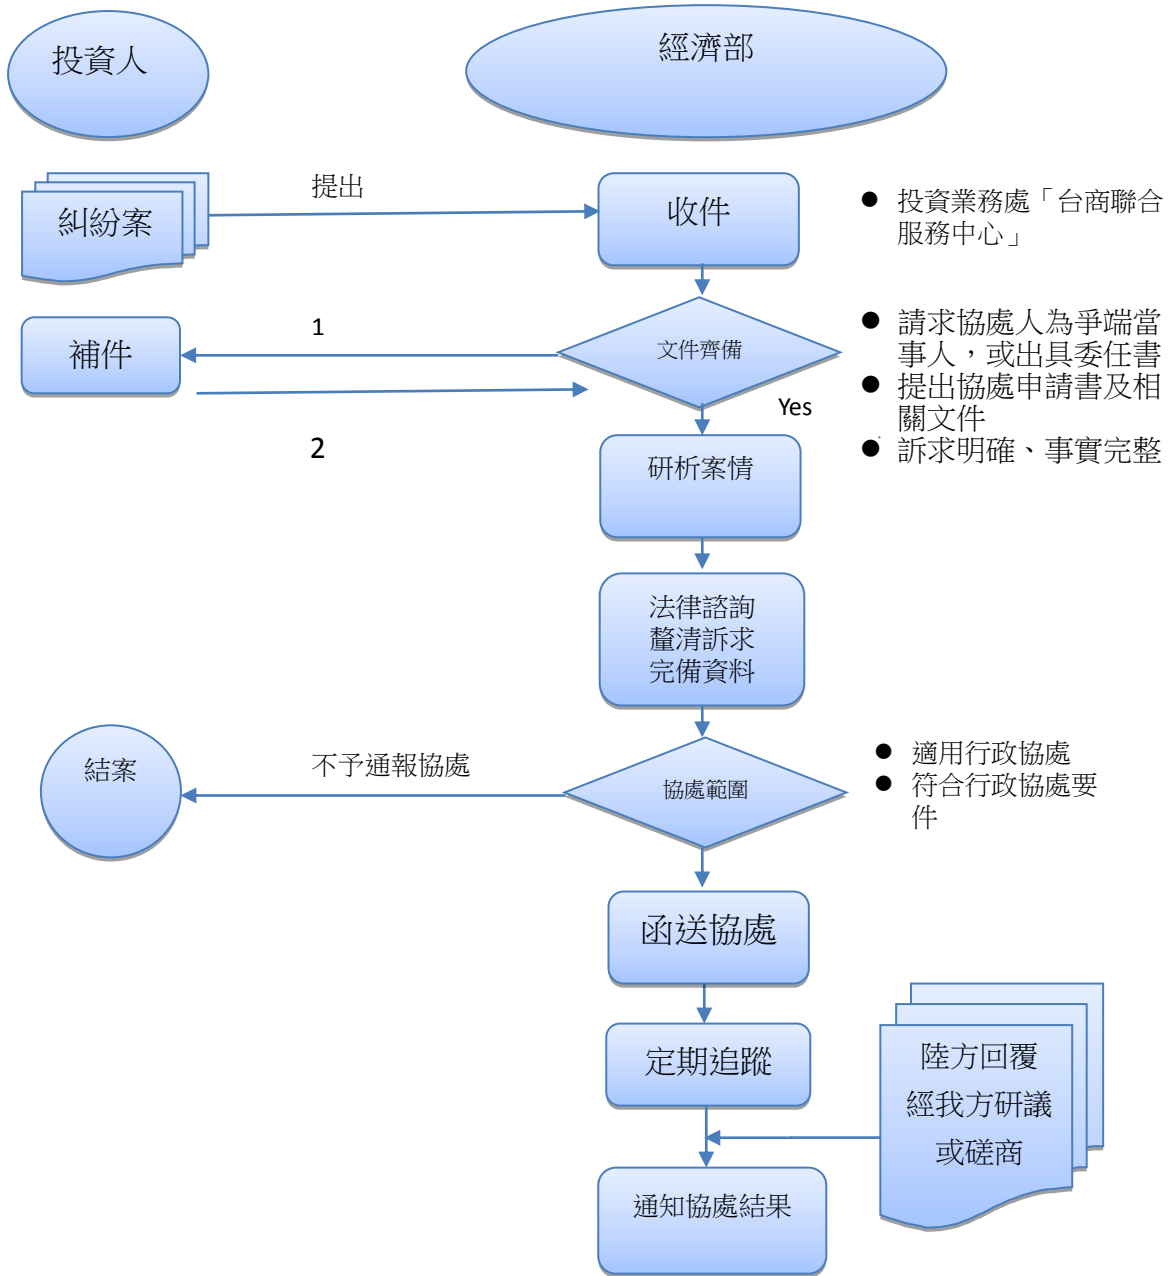 投資人
經濟部
糾紛案
提出
收件
● 投資業務處「台商聯合
服務中心」
補件
1
文件齊備
● 請求協處人為爭端當
事人，或出具委任書
● 提出協處申請書及相
關文件
● 訴求明確、事實完整
2
Yes
研析案情
法律諮詢
釐清訴求
完備資料
結案
不予通報協處
協處範圍
● 適用行政協處
● 符合行政協處要
件
函送協處
定期追蹤
陸方回覆
經我方研議
或磋商
通知協處結果